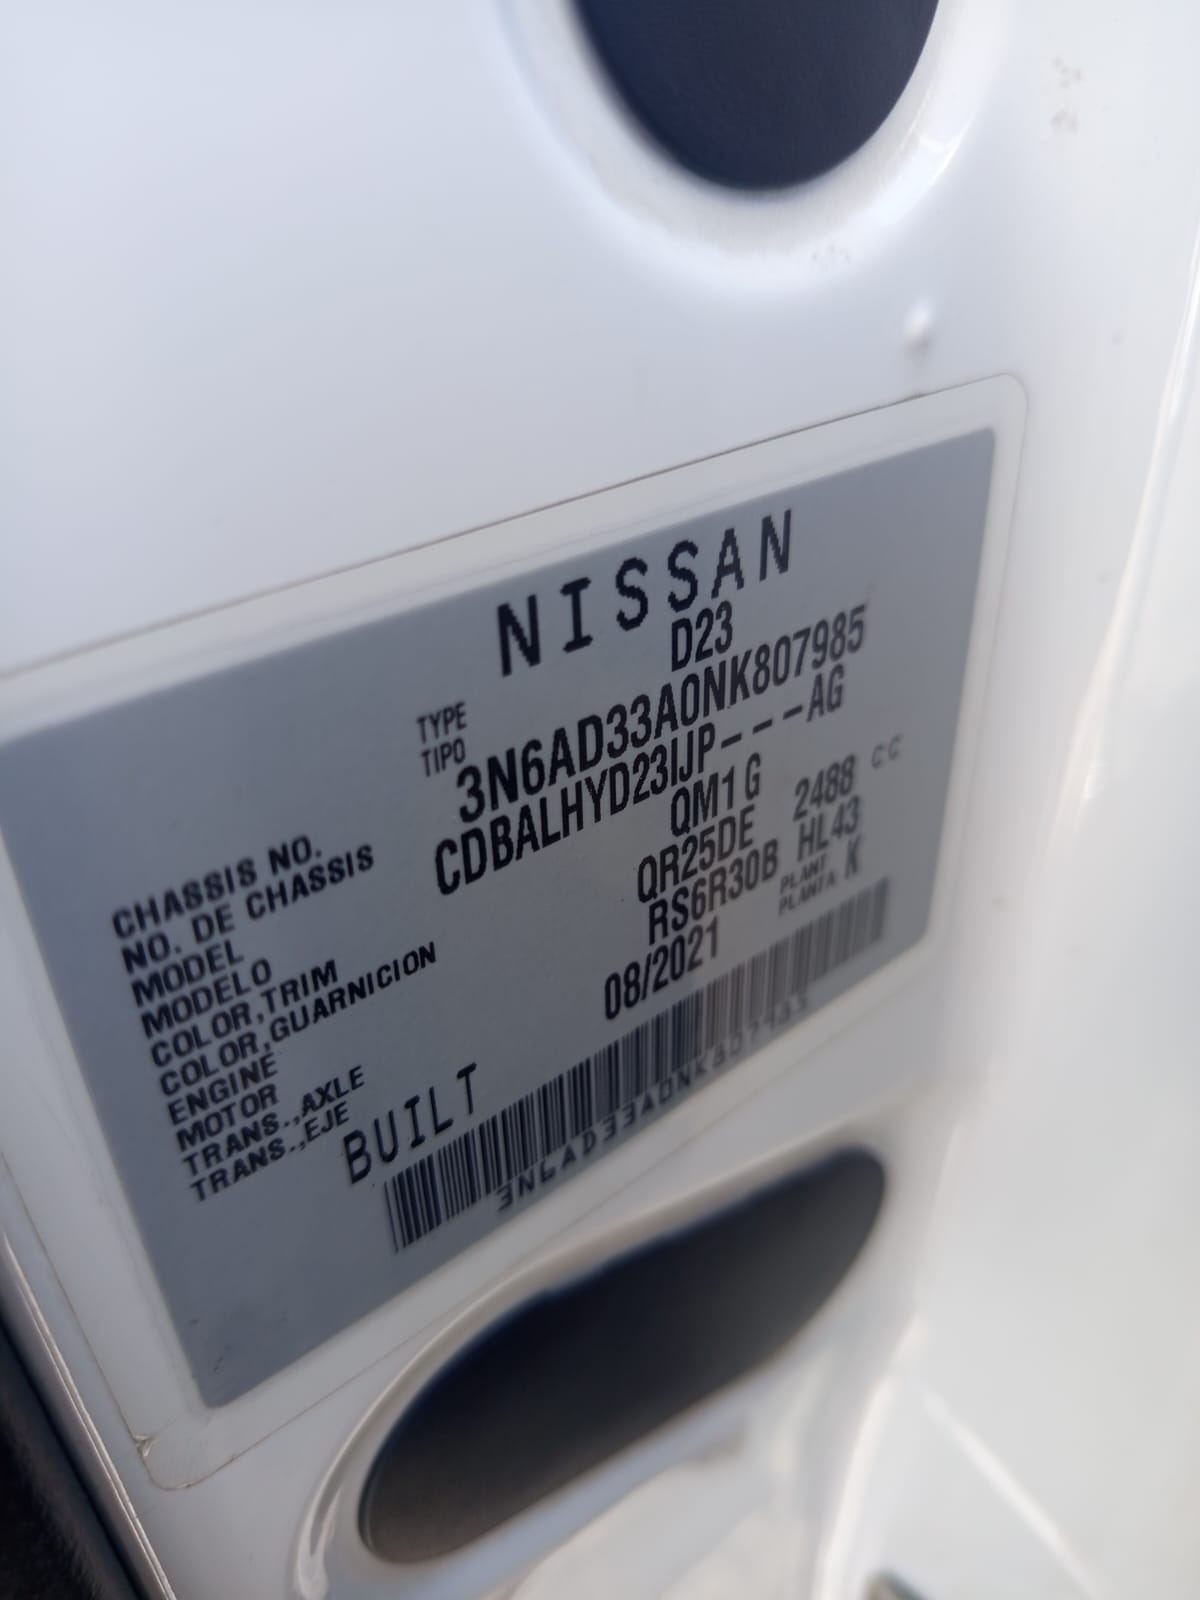 NISSAN
TYPE
TIPO D23
CHASSIS NO.
NO. DE CHASSIS 3N6AD33A0NK807985
MODEL
MODELO CDBALHYD23IJP---AG
COLOR,TRIM
COLOR,GUARNICION QM1 G
ENGINE
MOTOR QR25DE 2488 CC
TRANS.,AXLE
TRANS.,EJE RS6R30B HL43
PLANT
PLANTA K
BUILT 08/2021
3N6AD33A0NK807985